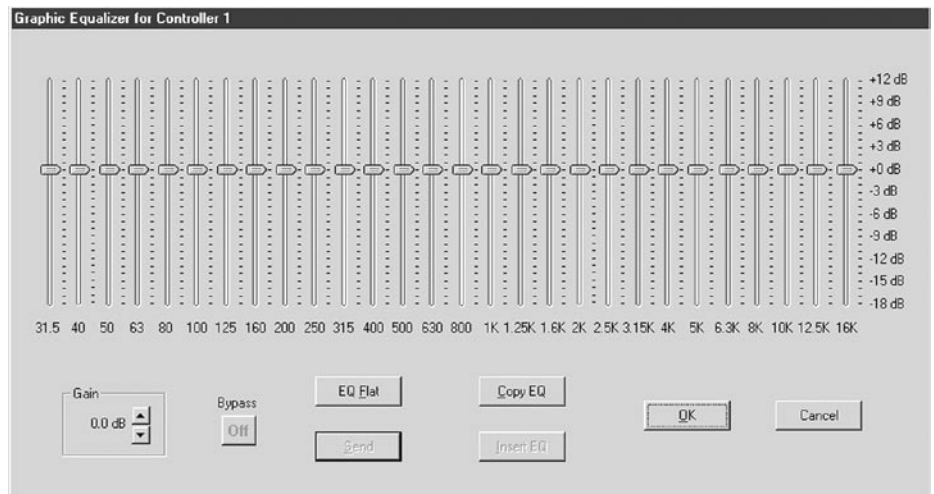 Graphic Equalizer for Controller 1
+12 dB
+9 dB
+6 dB
+3 dB
+0 dB
-3 dB
-6 dB
-9 dB
-12 dB
-15 dB
-18 dB
31.5 40 50 63 80 100 125 160 200 250 315 400 500 630 800 1K 1.25K 1.6K 2K 2.5K 3.15K 4K 5K 6.3K 8K 10K 12.5K 16K
Gain
0.0 dB
Bypass
Off
EQ Flat
Send
Copy EQ
Insert EQ
OK
Cancel